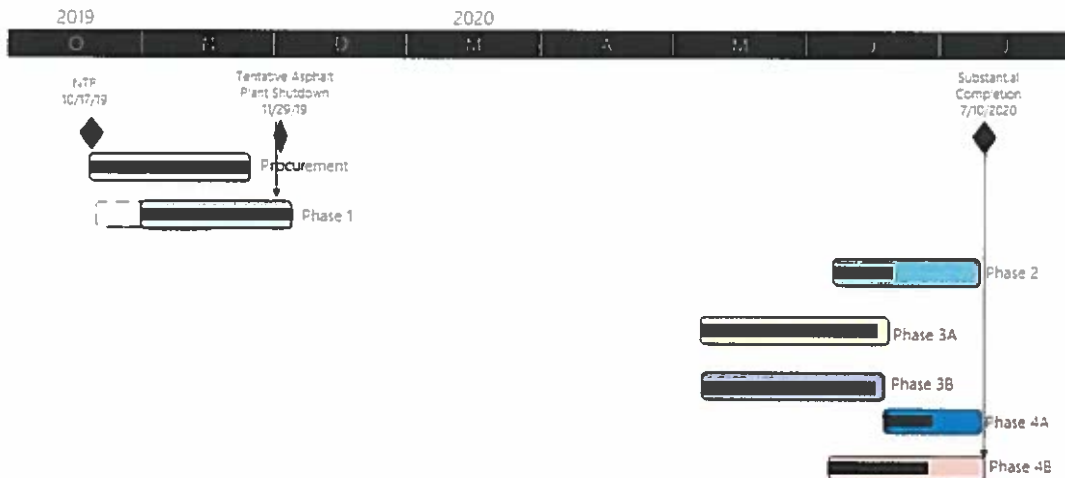 2019
2020
O
N
D
M
A
M
J
J
NTP
10/17/19
Tentative Asphalt
Plant Shutdown
11/29/19
Substantial
Completion
7/10/2020
Procurement
Phase 1
Phase 2
Phase 3A
Phase 3B
Phase 4A
Phase 4B